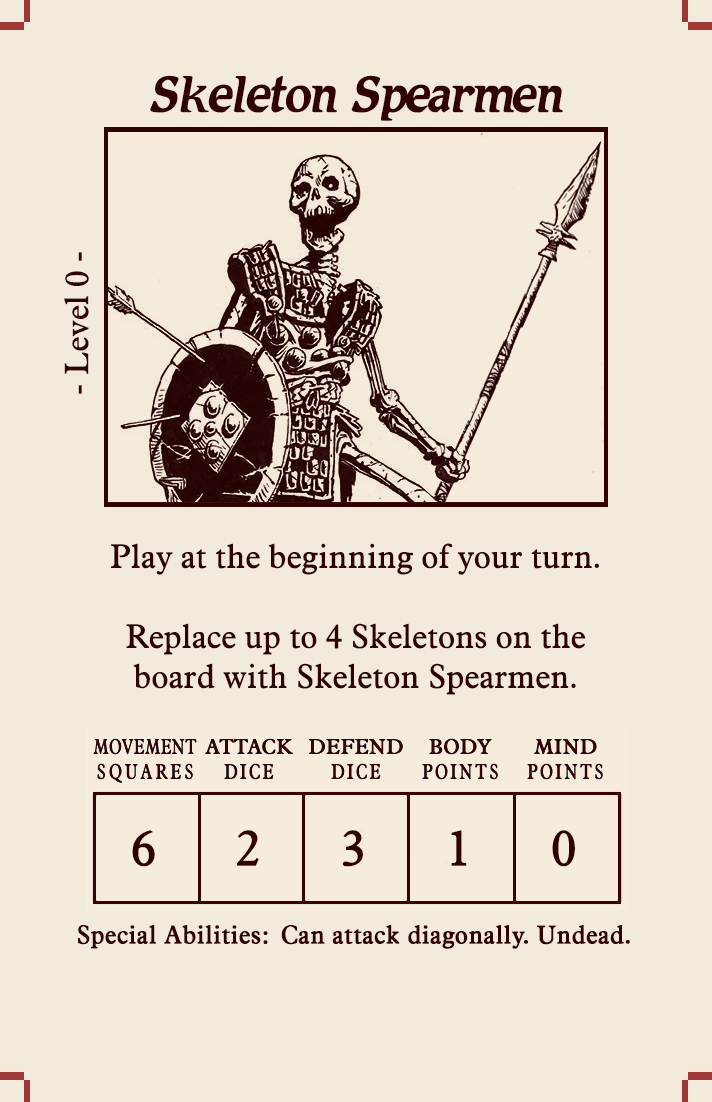 Skeleton Spearmen
- Level 0 -
Play at the beginning of your turn.
Replace up to 4 Skeletons on the
board with Skeleton Spearmen.
MOVEMENT ATTACK DEFEND BODY MIND
SQUARES DICE DICE POINTS POINTS
6 2 3 1 0
Special Abilities: Can attack diagonally. Undead.